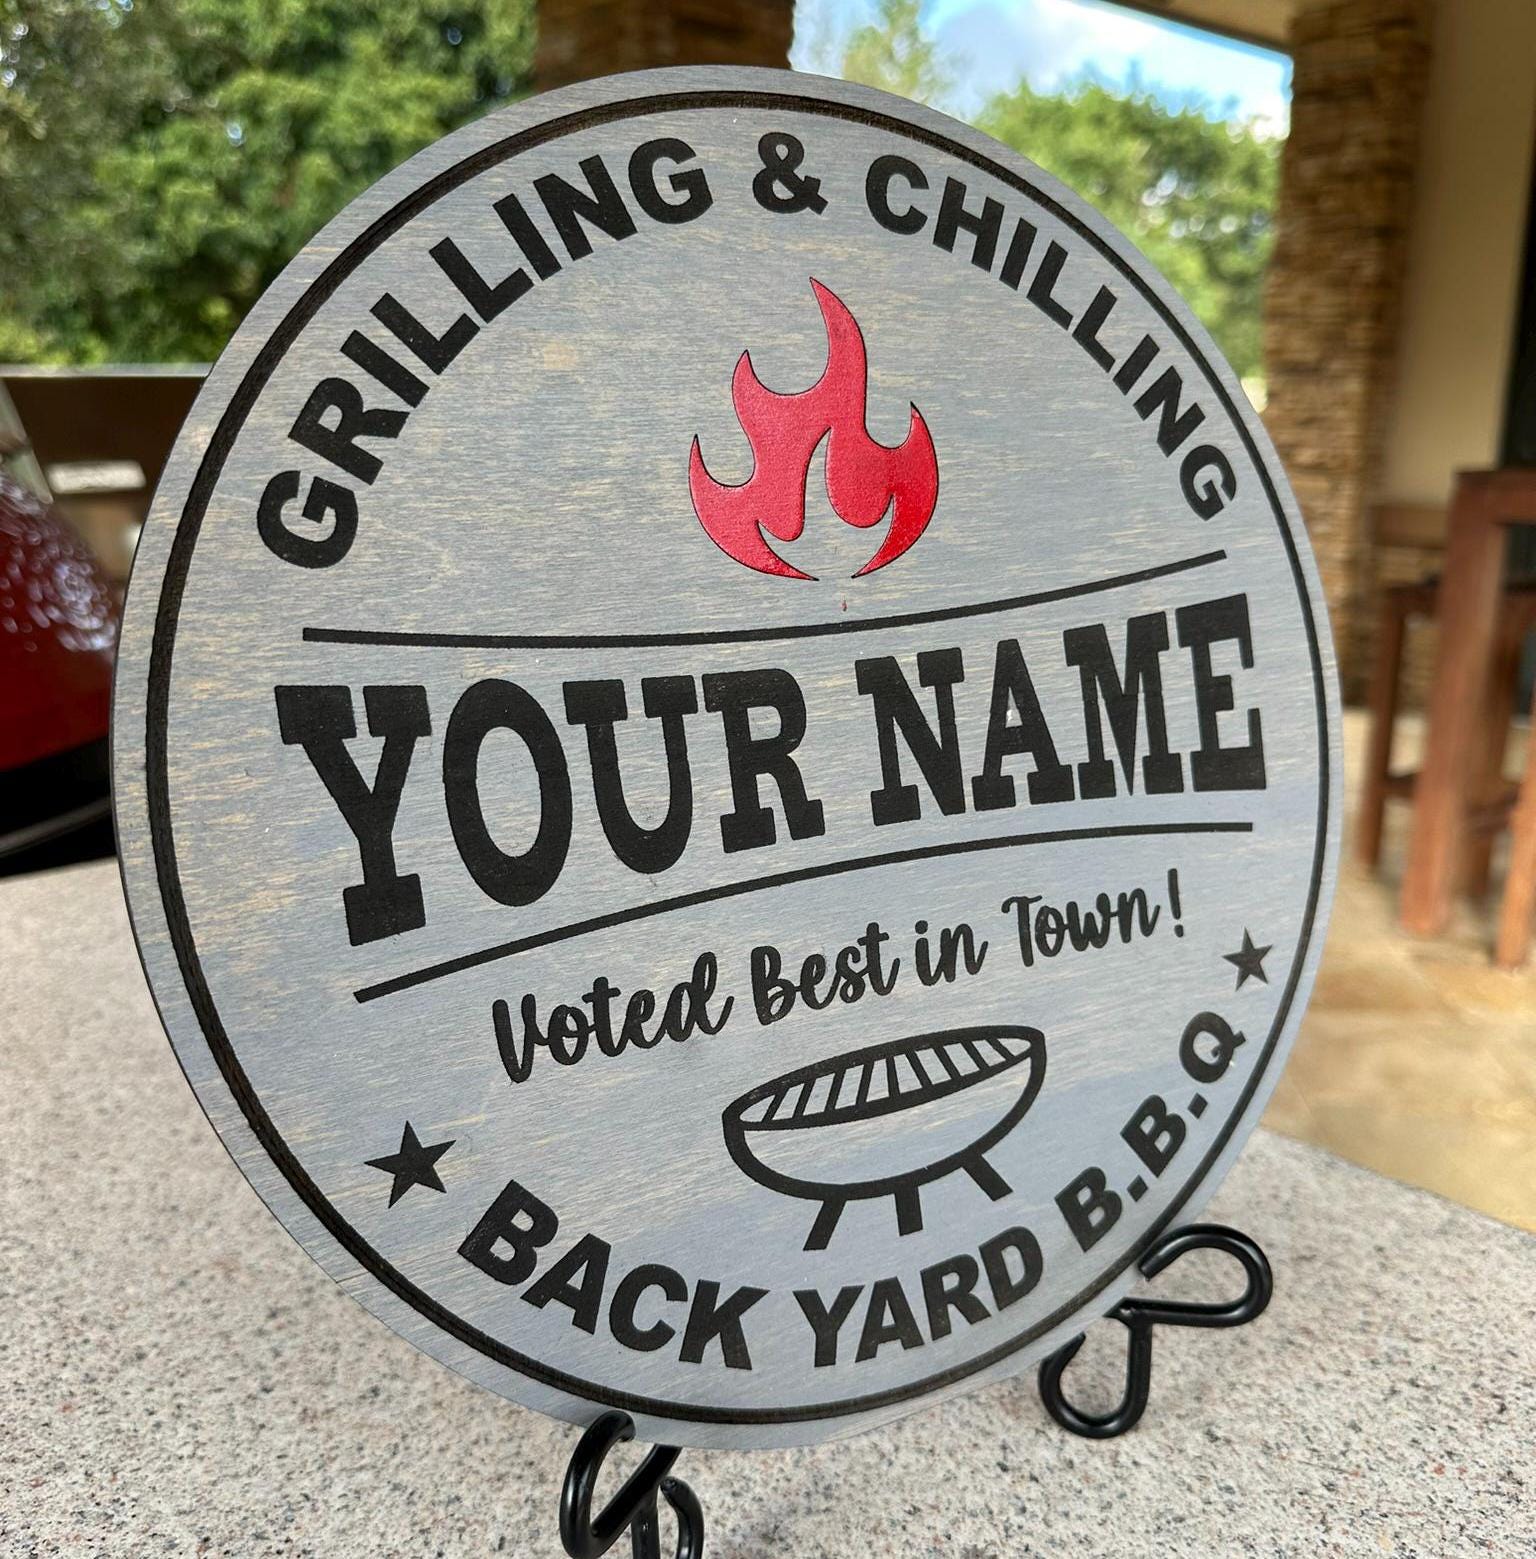 GRILLING & CHILLING
YOUR NAME
Voted Best in Town!
BACK YARD B.B.Q